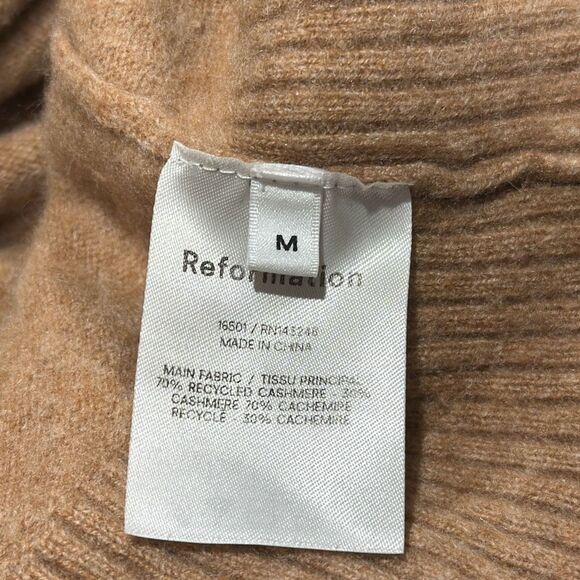 M
Reformation
16501 / RN143246
MADE IN CHINA
MAIN FABRIC / TISSU PRINCIPAL
70% RECYCLED CASHMERE - 30%
CASHMERE 70% CACHEMIRE
RECYCLE - 30% CACHEMIRE